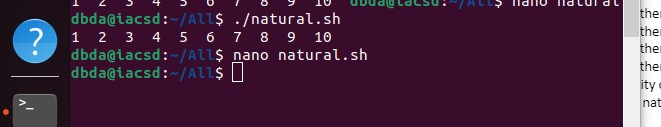 1 2 3 4 5 6 7 8 9 10 dbda@iacsd:~/All$ nano natural
dbda@iacsd:~/All$ ./natural.sh
1 2 3 4 5 6 7 8 9 10
dbda@iacsd:~/All$ nano natural.sh
dbda@iacsd:~/All$
?
>_
ther
ther
ther
ther
ity
nat